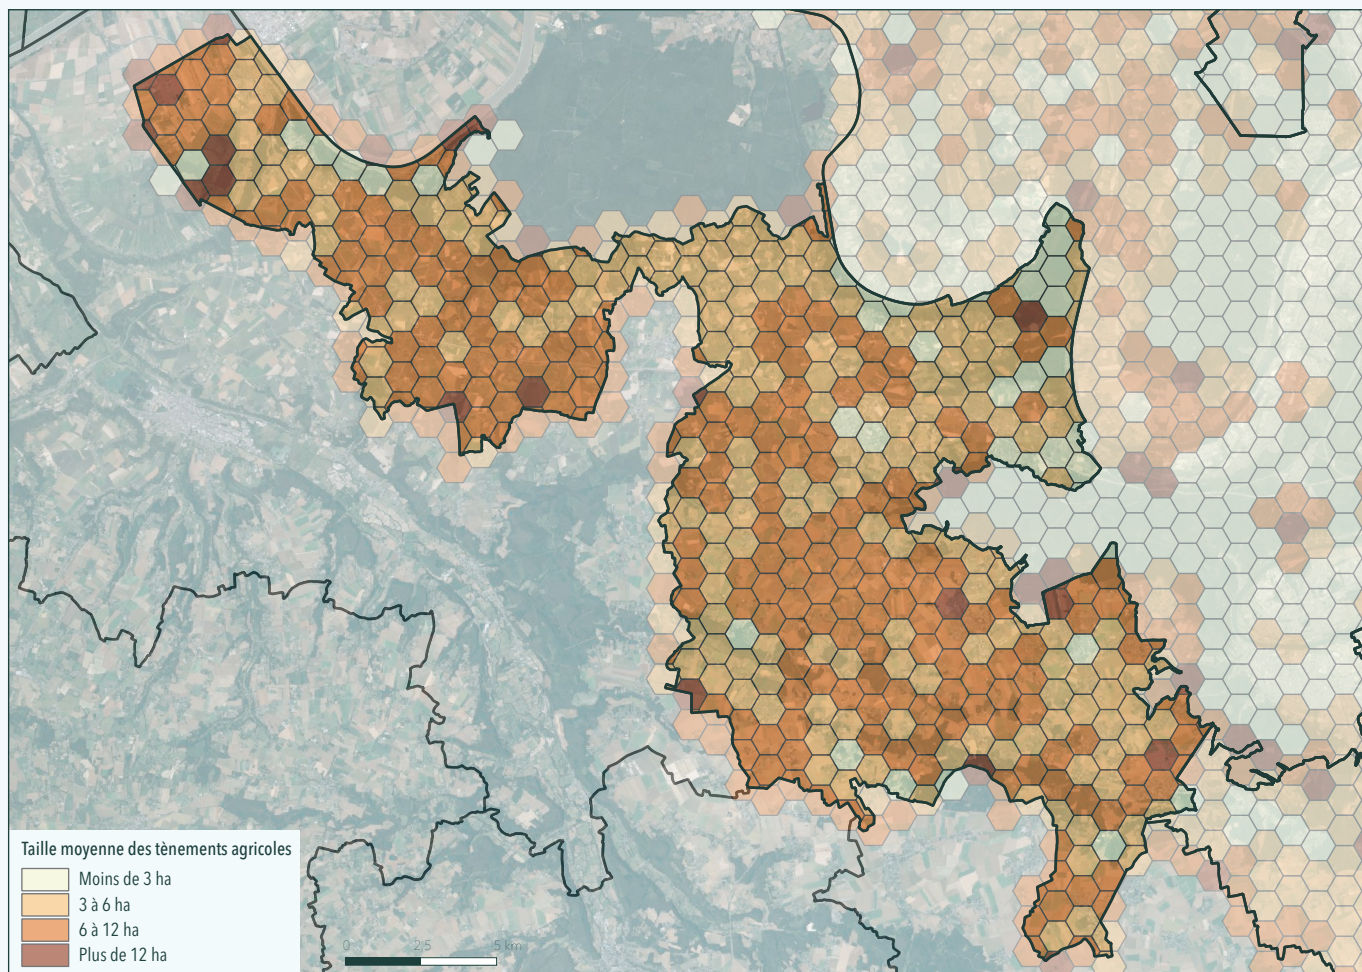 Taille moyenne des tènements agricoles
Moins de 3 ha
3 à 6 ha
6 à 12 ha
Plus de 12 ha
0 2,5 5 km